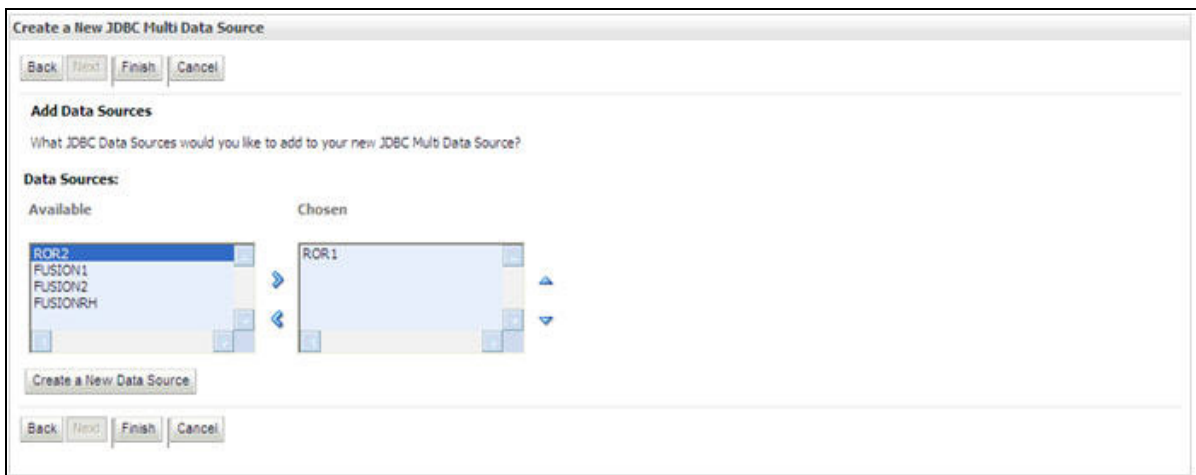 Create a New JDBC Multi Data Source
Back Next Finish Cancel
Add Data Sources
What JDBC Data Sources would you like to add to your new JDBC Multi Data Source?
Data Sources:
Available Chosen
ROR2 ROR1
FUSION1
FUSION2
FUSIONRH
Create a New Data Source
Back Next Finish Cancel